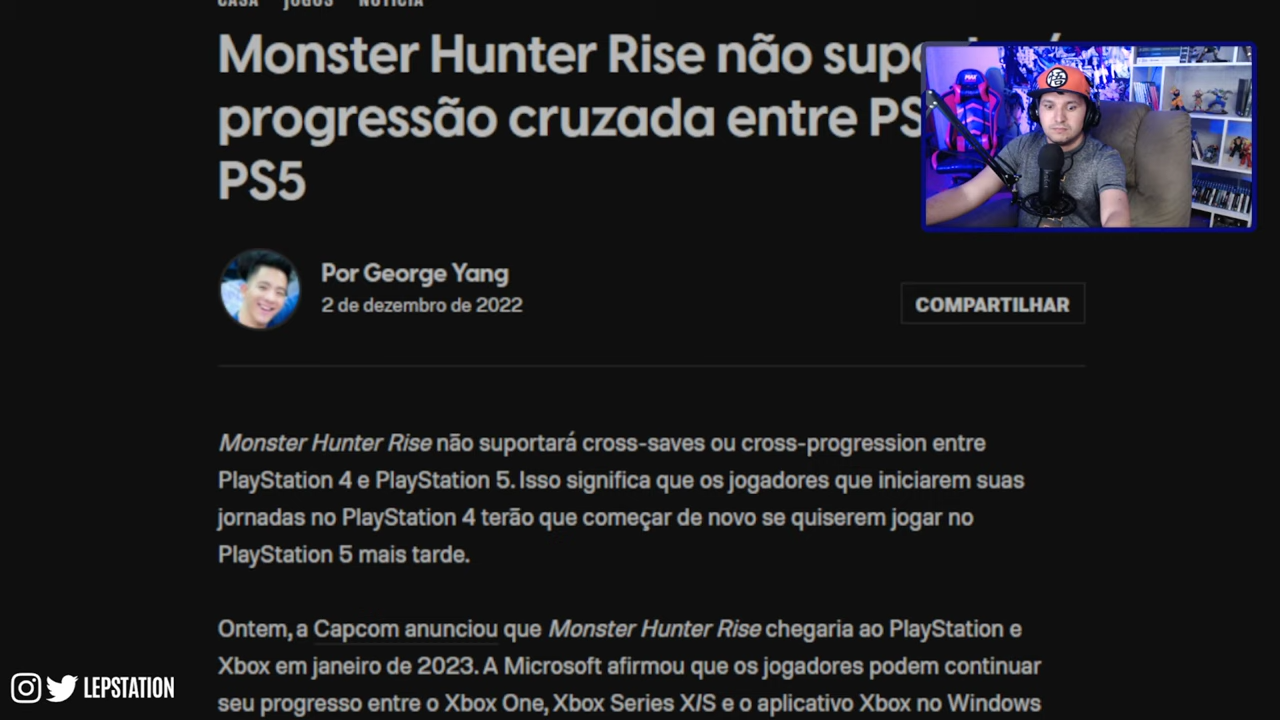 CASA JOGOS NOTÍCIA
Monster Hunter Rise não
progressão cruzada entre
PS5
Por George Yang
2 de dezembro de 2022
COMPARTILHAR
Monster Hunter Rise não suportará cross-saves ou cross-progression entre
PlayStation 4 e PlayStation 5. Isso significa que os jogadores que iniciarem suas
jornadas no PlayStation 4 terão que começar de novo se quiserem jogar no
PlayStation 5 mais tarde.
Ontem, a Capcom anunciou que Monster Hunter Rise chegaria ao PlayStation e
Xbox em janeiro de 2023. A Microsoft afirmou que os jogadores podem continuar
seu progresso entre o Xbox One, Xbox Series X/S e o aplicativo Xbox no Windows
LEPSTATION